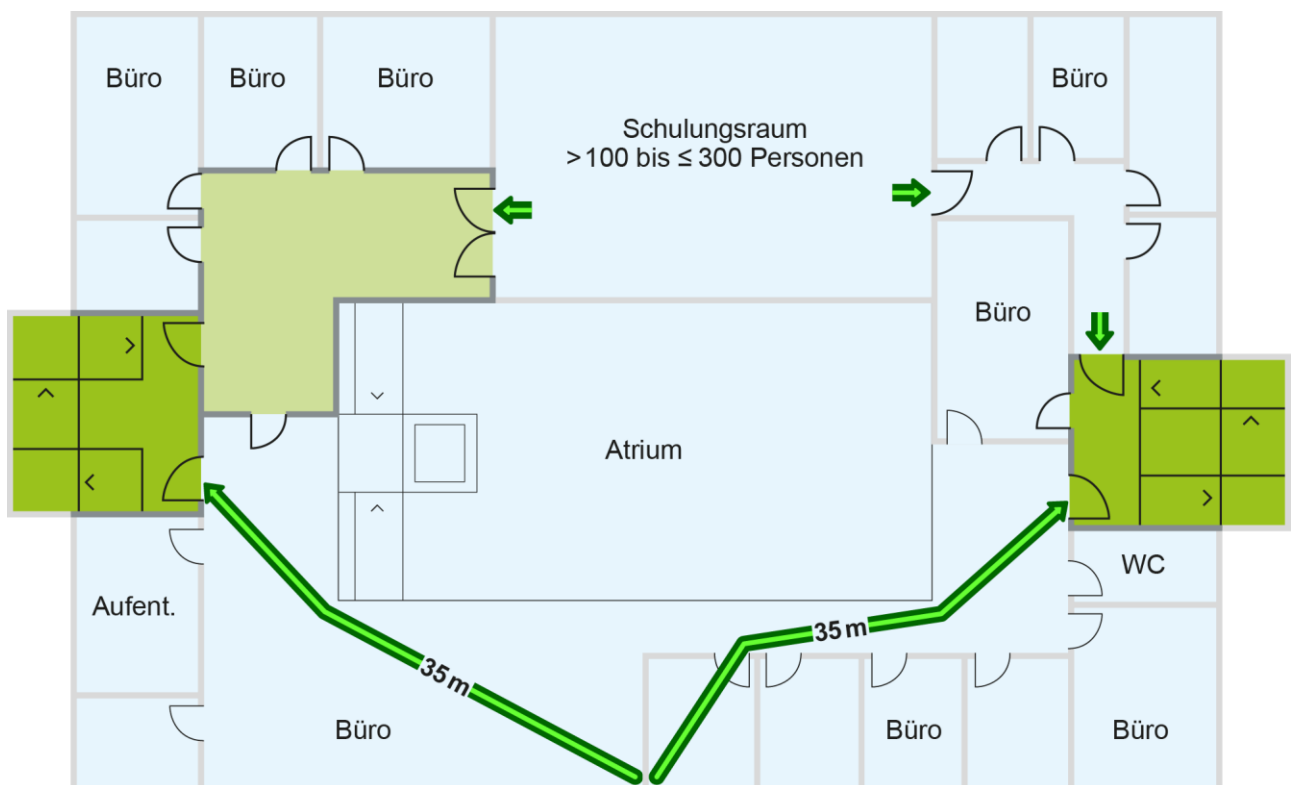 Büro
Büro
Büro
Schulungsraum
>100 bis ≤ 300 Personen
Büro
Büro
Atrium
WC
Aufent.
35 m
35 m
Büro
Büro
Büro